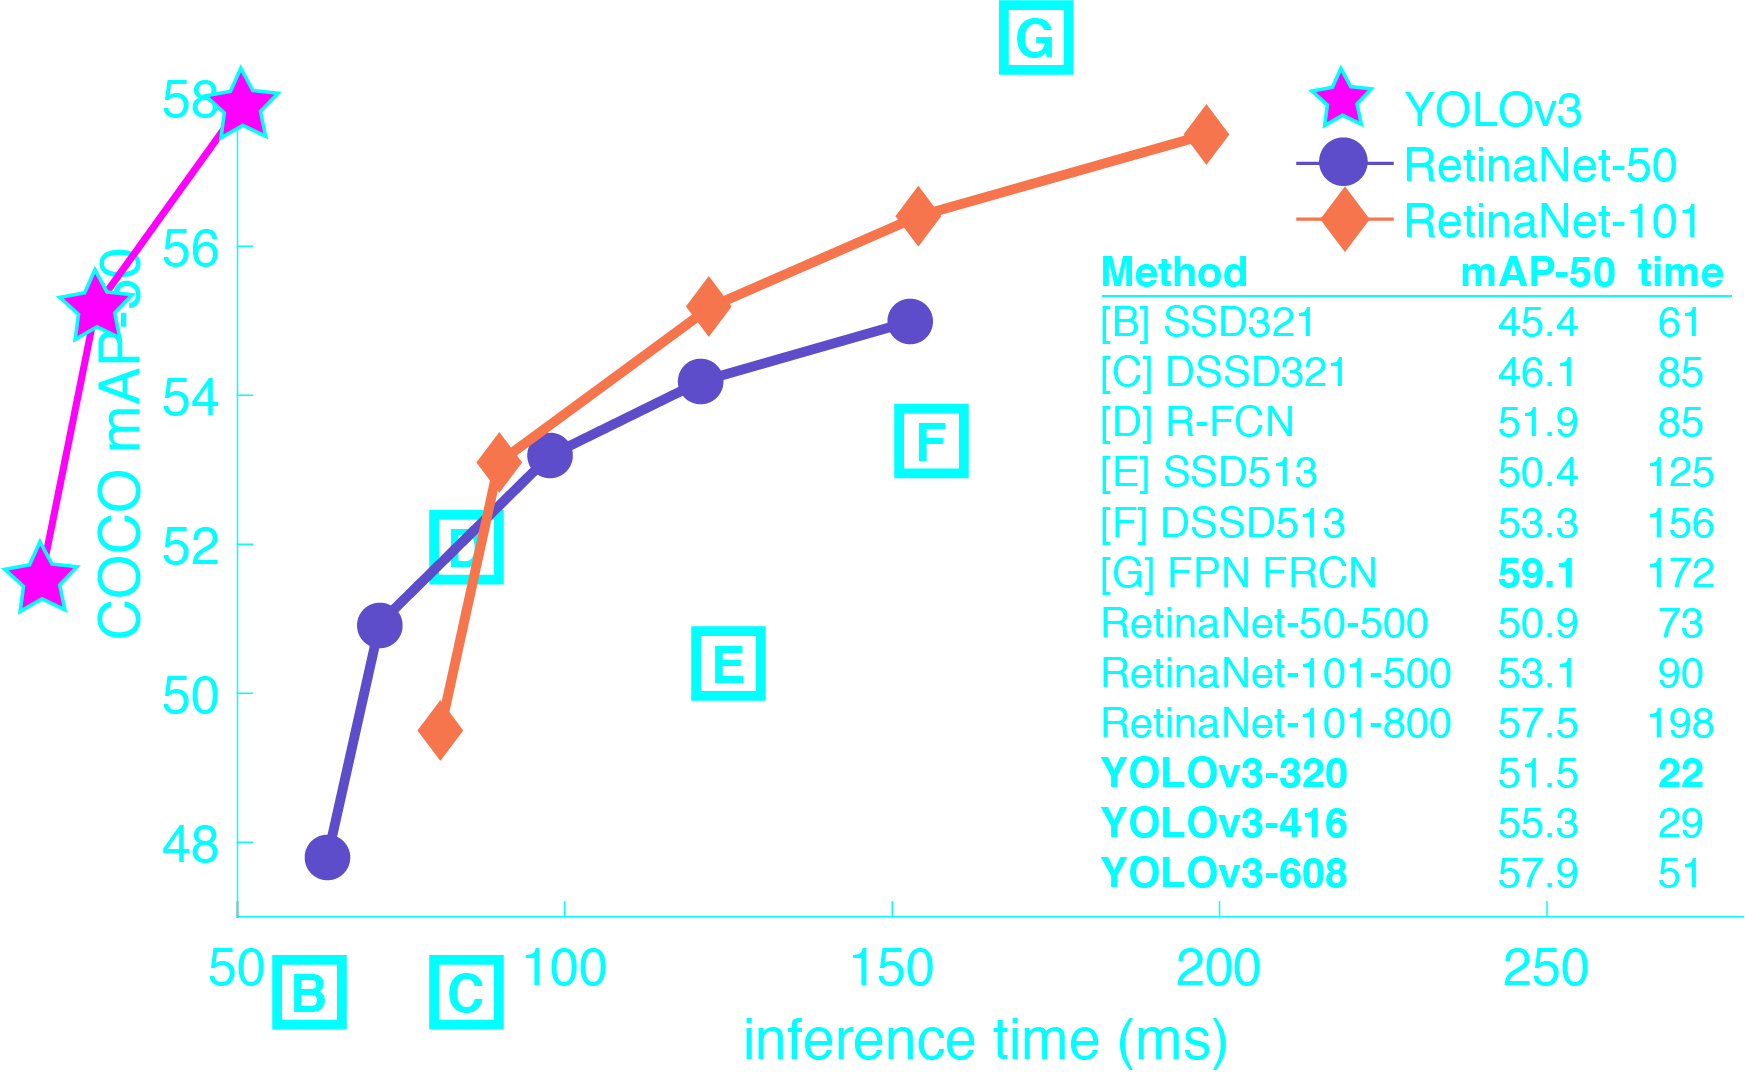 G
58
YOLOv3
RetinaNet-50
RetinaNet-101
56
54
52
50
48
COCO mAP-50
F
D
E
Method mAP-50 time
[B] SSD321 45.4 61
[C] DSSD321 46.1 85
[D] R-FCN 51.9 85
[E] SSD513 50.4 125
[F] DSSD513 53.3 156
[G] FPN FRCN 59.1 172
RetinaNet-50-500 50.9 73
RetinaNet-101-500 53.1 90
RetinaNet-101-800 57.5 198
YOLOv3-320 51.5 22
YOLOv3-416 55.3 29
YOLOv3-608 57.9 51
50 100 150 200 250
B C
inference time (ms)